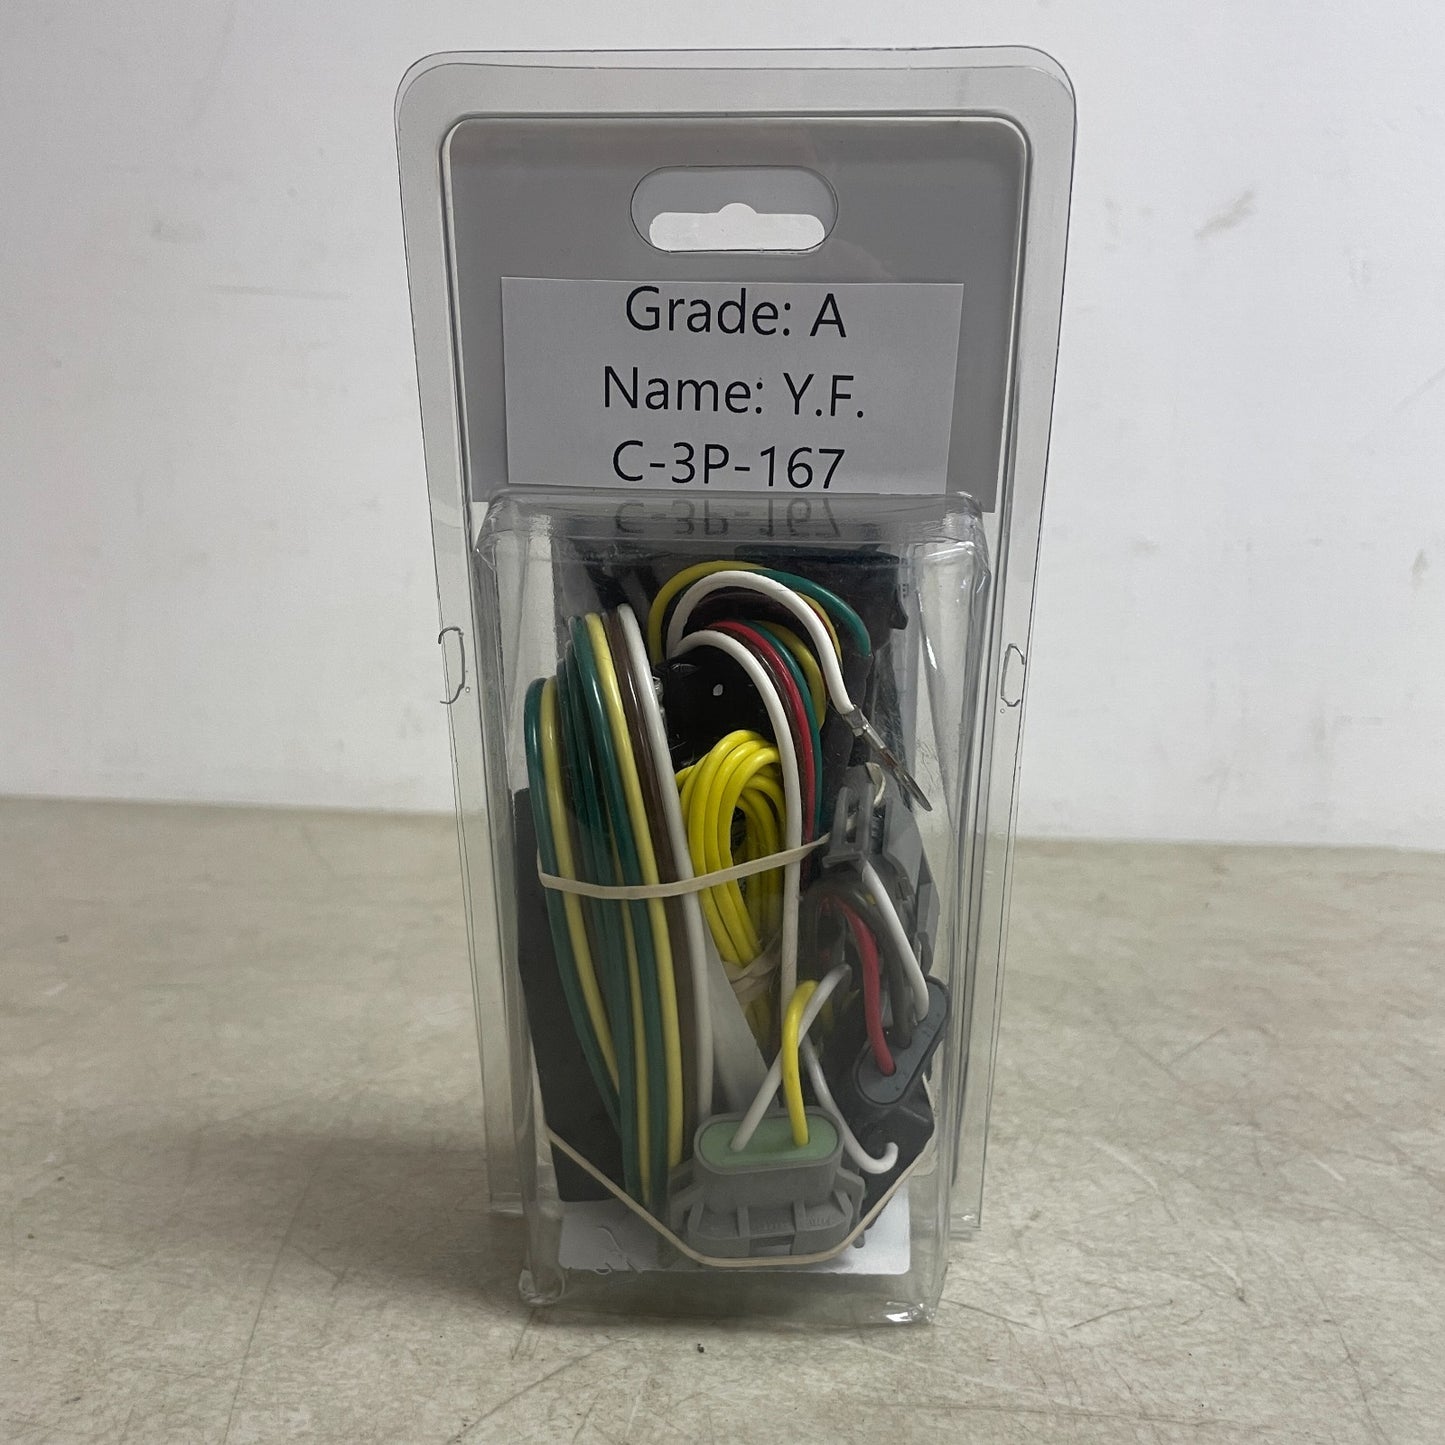 Grade: A
Name: Y.F.
C-3P-167